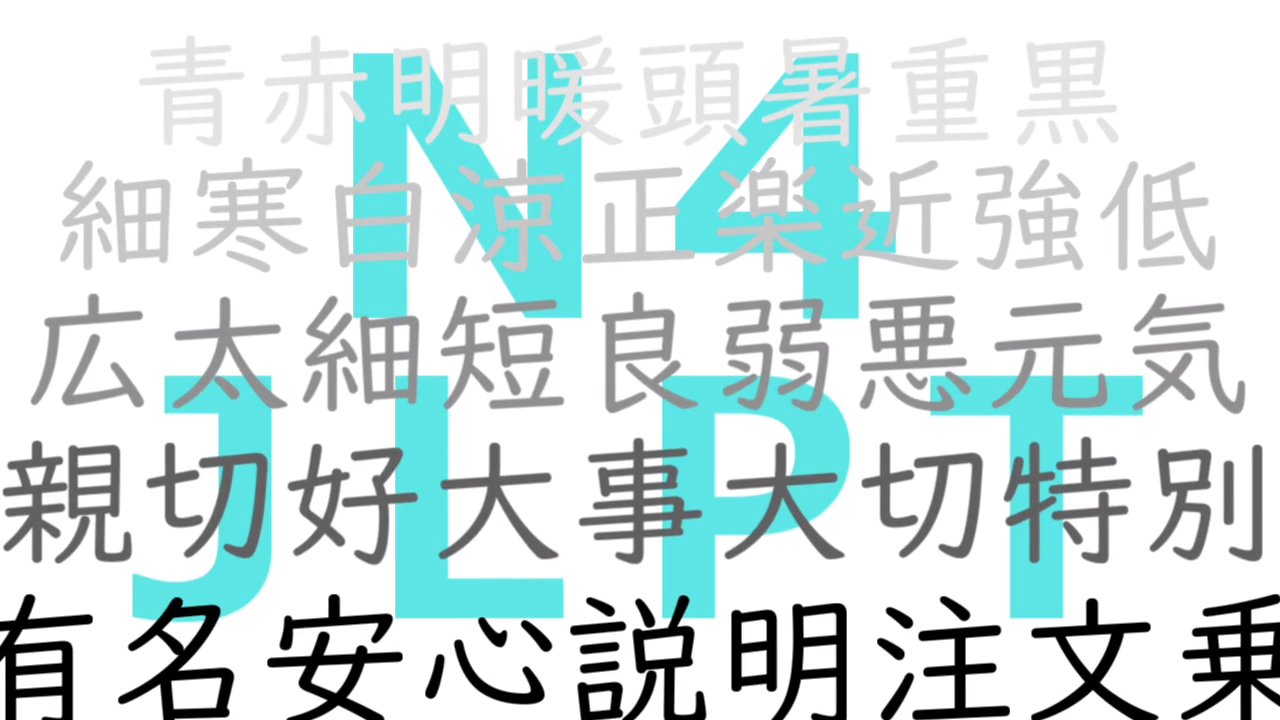 青赤明暖頭暑重黒
細寒白涼正楽近強低
広太細短良弱悪元気
親切好大事大切特別
有名安心説明注文乗
N4
JLPT